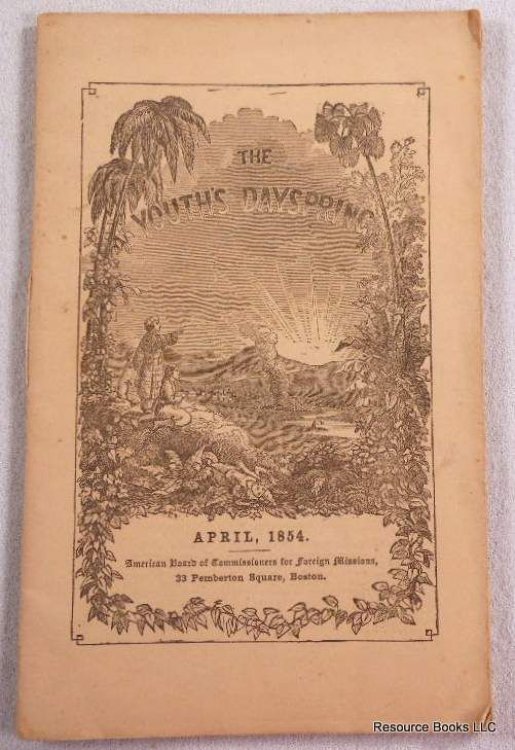 THE
YOUTH'S DAYSPRING
APRIL, 1854.
American Board of Commissioners for Foreign Missions,
33 Pemberton Square, Boston.
Resource Books LLC